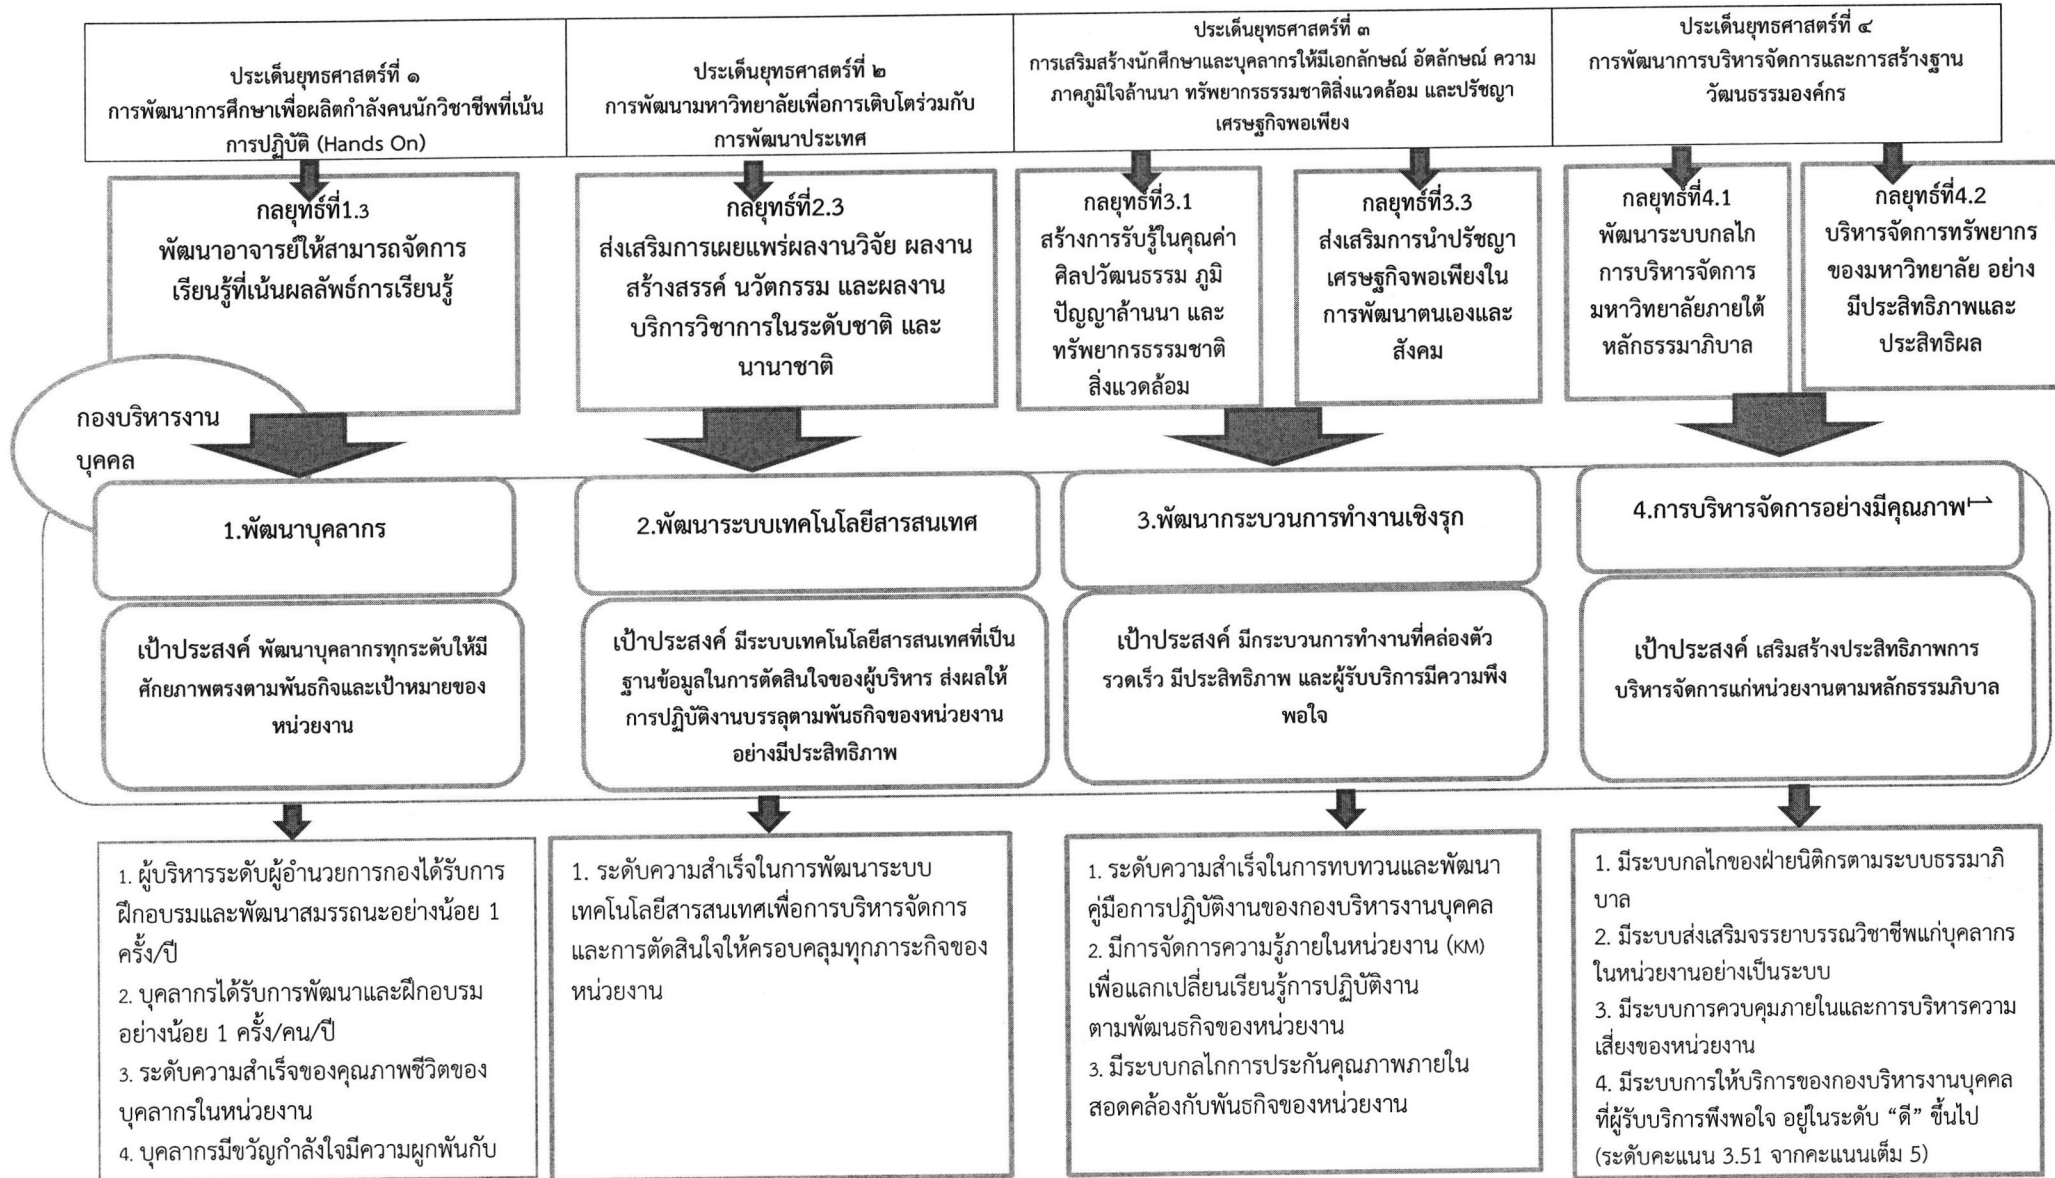 ประเด็นยุทธศาสตร์ที่ ๑
การพัฒนาการศึกษาเพื่อผลิตกำลังคนนักวิชาชีพที่เน้น
การปฏิบัติ (Hands On)
ประเด็นยุทธศาสตร์ที่ ๒
การพัฒนามหาวิทยาลัยเพื่อการเติบโตร่วมกับ
การพัฒนาประเทศ
ประเด็นยุทธศาสตร์ที่ ๓
การเสริมสร้างนักศึกษาและบุคลากรให้มีเอกลักษณ์ อัตลักษณ์ ความ
ภาคภูมิใจล้านนา ทรัพยากรธรรมชาติสิ่งแวดล้อม และปรัชญา
เศรษฐกิจพอเพียง
ประเด็นยุทธศาสตร์ที่ ๔
การพัฒนาการบริหารจัดการและการสร้างฐาน
วัฒนธรรมองค์กร
กลยุทธ์ที่1.3
พัฒนาอาจารย์ให้สามารถจัดการ
เรียนรู้ที่เน้นผลลัพธ์การเรียนรู้
กลยุทธ์ที่2.3
ส่งเสริมการเผยแพร่ผลงานวิจัย ผลงาน
สร้างสรรค์ นวัตกรรม และผลงาน
บริการวิชาการในระดับชาติ และ
นานาชาติ
กลยุทธ์ที่3.1
สร้างการรับรู้ในคุณค่า
ศิลปวัฒนธรรม ภูมิ
ปัญญาล้านนา และ
ทรัพยากรธรรมชาติ
สิ่งแวดล้อม
กลยุทธ์ที่3.3
ส่งเสริมการนำปรัชญา
เศรษฐกิจพอเพียงใน
การพัฒนาตนเองและ
สังคม
กลยุทธ์ที่4.1
พัฒนาระบบกลไก
การบริหารจัดการ
มหาวิทยาลัยภายใต้
หลักธรรมาภิบาล
กลยุทธ์ที่4.2
บริหารจัดการทรัพยากร
ของมหาวิทยาลัย อย่าง
มีประสิทธิภาพและ
ประสิทธิผล
กองบริหารงาน
บุคคล
1.พัฒนาบุคลากร
2.พัฒนาระบบเทคโนโลยีสารสนเทศ
3.พัฒนากระบวนการทำงานเชิงรุก
4.การบริหารจัดการอย่างมีคุณภาพ
เป้าประสงค์ พัฒนาบุคลากรทุกระดับให้มี
ศักยภาพตรงตามพันธกิจและเป้าหมายของ
หน่วยงาน
เป้าประสงค์ มีระบบเทคโนโลยีสารสนเทศที่เป็น
ฐานข้อมูลในการตัดสินใจของผู้บริหาร ส่งผลให้
การปฏิบัติงานบรรลุตามพันธกิจของหน่วยงาน
อย่างมีประสิทธิภาพ
เป้าประสงค์ มีกระบวนการทำงานที่คล่องตัว
รวดเร็ว มีประสิทธิภาพ และผู้รับบริการมีความพึง
พอใจ
เป้าประสงค์ เสริมสร้างประสิทธิภาพการ
บริหารจัดการแก่หน่วยงานตามหลักธรรมภิบาล
1. ผู้บริหารระดับผู้อำนวยการกองได้รับการ
ฝึกอบรมและพัฒนาสมรรถนะอย่างน้อย 1
ครั้ง/ปี
2. บุคลากรได้รับการพัฒนาและฝึกอบรม
อย่างน้อย 1 ครั้ง/คน/ปี
3. ระดับความสำเร็จของคุณภาพชีวิตของ
บุคลากรในหน่วยงาน
4. บุคลากรมีขวัญกำลังใจมีความผูกพันกับ
1. ระดับความสำเร็จในการพัฒนาระบบ
เทคโนโลยีสารสนเทศเพื่อการบริหารจัดการ
และการตัดสินใจให้ครอบคลุมทุกภาระกิจของ
หน่วยงาน
1. ระดับความสำเร็จในการทบทวนและพัฒนา
คู่มือการปฏิบัติงานของกองบริหารงานบุคคล
2. มีการจัดการความรู้ภายในหน่วยงาน (KM)
เพื่อแลกเปลี่ยนเรียนรู้การปฏิบัติงาน
ตามพัฒนธกิจของหน่วยงาน
3. มีระบบกลไกการประกันคุณภาพภายใน
สอดคล้องกับพันธกิจของหน่วยงาน
1. มีระบบกลไกของฝ่ายนิติกรตามระบบธรรมาภิ
บาล
2. มีระบบส่งเสริมจรรยาบรรณวิชาชีพแก่บุคลากร
ในหน่วยงานอย่างเป็นระบบ
3. มีระบบการควบคุมภายในและการบริหารความ
เสี่ยงของหน่วยงาน
4. มีระบบการให้บริการของกองบริหารงานบุคคล
ที่ผู้รับบริการพึงพอใจ อยู่ในระดับ “ดี” ขึ้นไป
(ระดับคะแนน 3.51 จากคะแนนเต็ม 5)